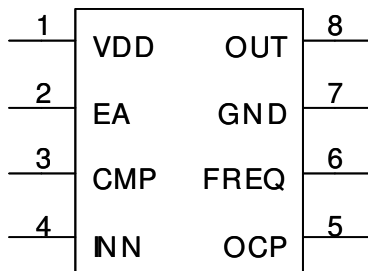 1 VDD OUT 8
2 EA GND 7
3 CMP FREQ 6
4 INN OCP 5